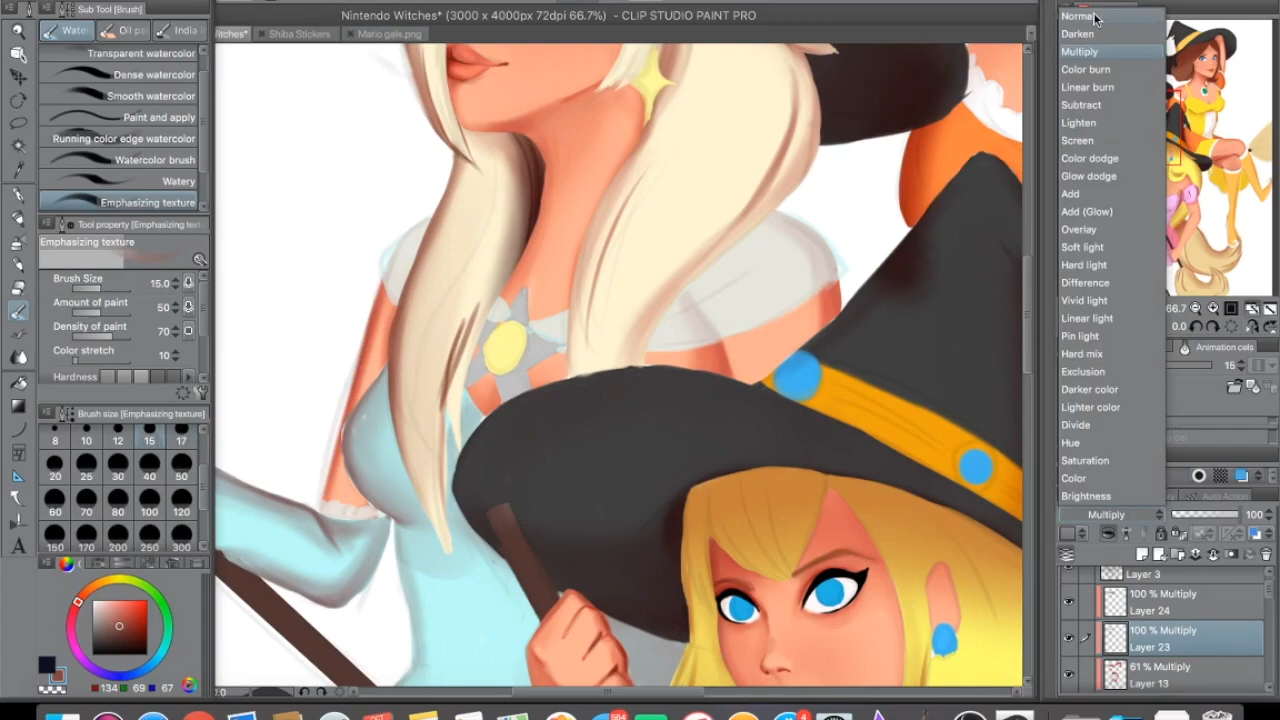 Sub Tool [Brush]
Nintendo Witches* (3000 x 4000px 72dpi 66.7%) - CLIP STUDIO PAINT PRO
Oil pa
India i
Shiba Stickers
Mario gals.png
Transparent watercolor
Dense watercolor
Smooth watercolor
Paint and apply
Running color edge watercolor
Watercolor brush
Watery
Emphasizing texture
Tool property [Emphasizing tex
Emphasizing texture
Brush Size 15.0
Amount of paint 50
Density of paint 70
Color stretch 10
Hardness
Brush size [Emphasizing texture]
8 10 12 15 17
20 25 30 40 50
60 70 80 100 120
150 170 200 250 300
134 69 67
Normal
Darken
Multiply
Color burn
Linear burn
Subtract
Lighten
Screen
Color dodge
Glow dodge
Add
Add (Glow)
Overlay
Soft light
Hard light
Difference
Vivid light
Linear light
Pin light
Hard mix
Exclusion
Darker color
Lighter color
Divide
Hue
Saturation
Color
Brightness
Multiply 100
66.7
0.0
Animation cels
15
Auto Action
Layer 3
100 % Multiply
Layer 24
100 % Multiply
Layer 23
61 % Multiply
Layer 13